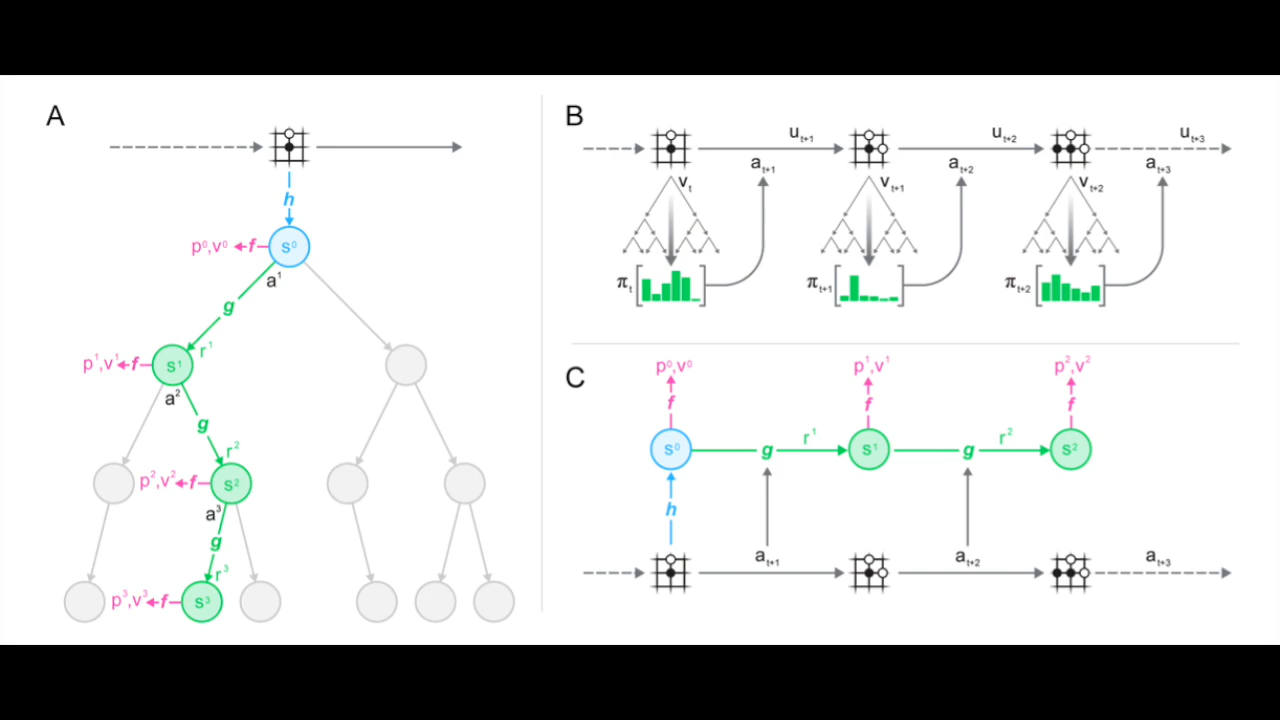 A
h
p⁰,v⁰ f s⁰
a¹
g
r¹
p¹,v¹ f s¹
a²
g
r²
p²,v² f s²
a³
g
r³
p³,v³ f s³
B
u_{t+1} u_{t+2} u_{t+3}
a_{t+1} a_{t+2} a_{t+3}
v_t v_{t+1} v_{t+2}
π_t π_{t+1} π_{t+2}
C
p⁰,v⁰ p¹,v¹ p²,v²
f f f
r¹ r²
s⁰ g s¹ g s²
h
a_{t+1} a_{t+2} a_{t+3}